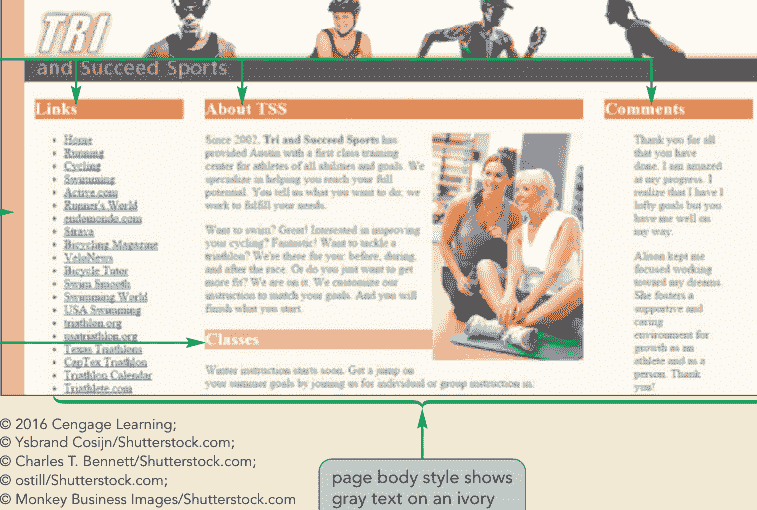 TRI
and Succeed Sports
Links
Home
Running
Cycling
Swimming
Active.com
Runner's World
endomondo.com
Strava
Bicycling Magazine
VeloNews
Bicycle Tutor
Swim Smooth
Swimming World
USA Swimming
triathlon.org
usatriathlon.org
Texas Triathlons
CapTex Triathlon
Triathlon Calendar
Triathlete.com
About TSS
Since 2002, Tri and Succeed Sports has
provided Austin with a first class training
center for athletes of all abilities and goals. We
specialize in helping you reach your full
potential. You tell us what you want to do; we
work to fulfill your needs.
Want to swim? Great! Interested in improving
your cycling? Fantastic! Want to tackle a
triathlon? We're there for you: before, during,
and after the race. Or do you just want to get
more fit? We are on it. We customize our
instruction to match your goals. And you will
finish what you start.
Classes
Winter instruction starts soon. Get a jump on
your summer goals by joining us for individual or group instruction in:
Comments
Thank you for all
that you have
done. I am amazed
at my progress. I
realize that I have I
lofty goals but you
have me well on
my way.
Alison kept me
focused working
toward my dreams.
She fosters a
supportive and
caring
environment for
growth as an
athlete and as a
person. Thank
you!
© 2016 Cengage Learning;
© Ysbrand Cosijn/Shutterstock.com;
© Charles T. Bennett/Shutterstock.com;
© ostill/Shutterstock.com;
© Monkey Business Images/Shutterstock.com
page body style shows
gray text on an ivory